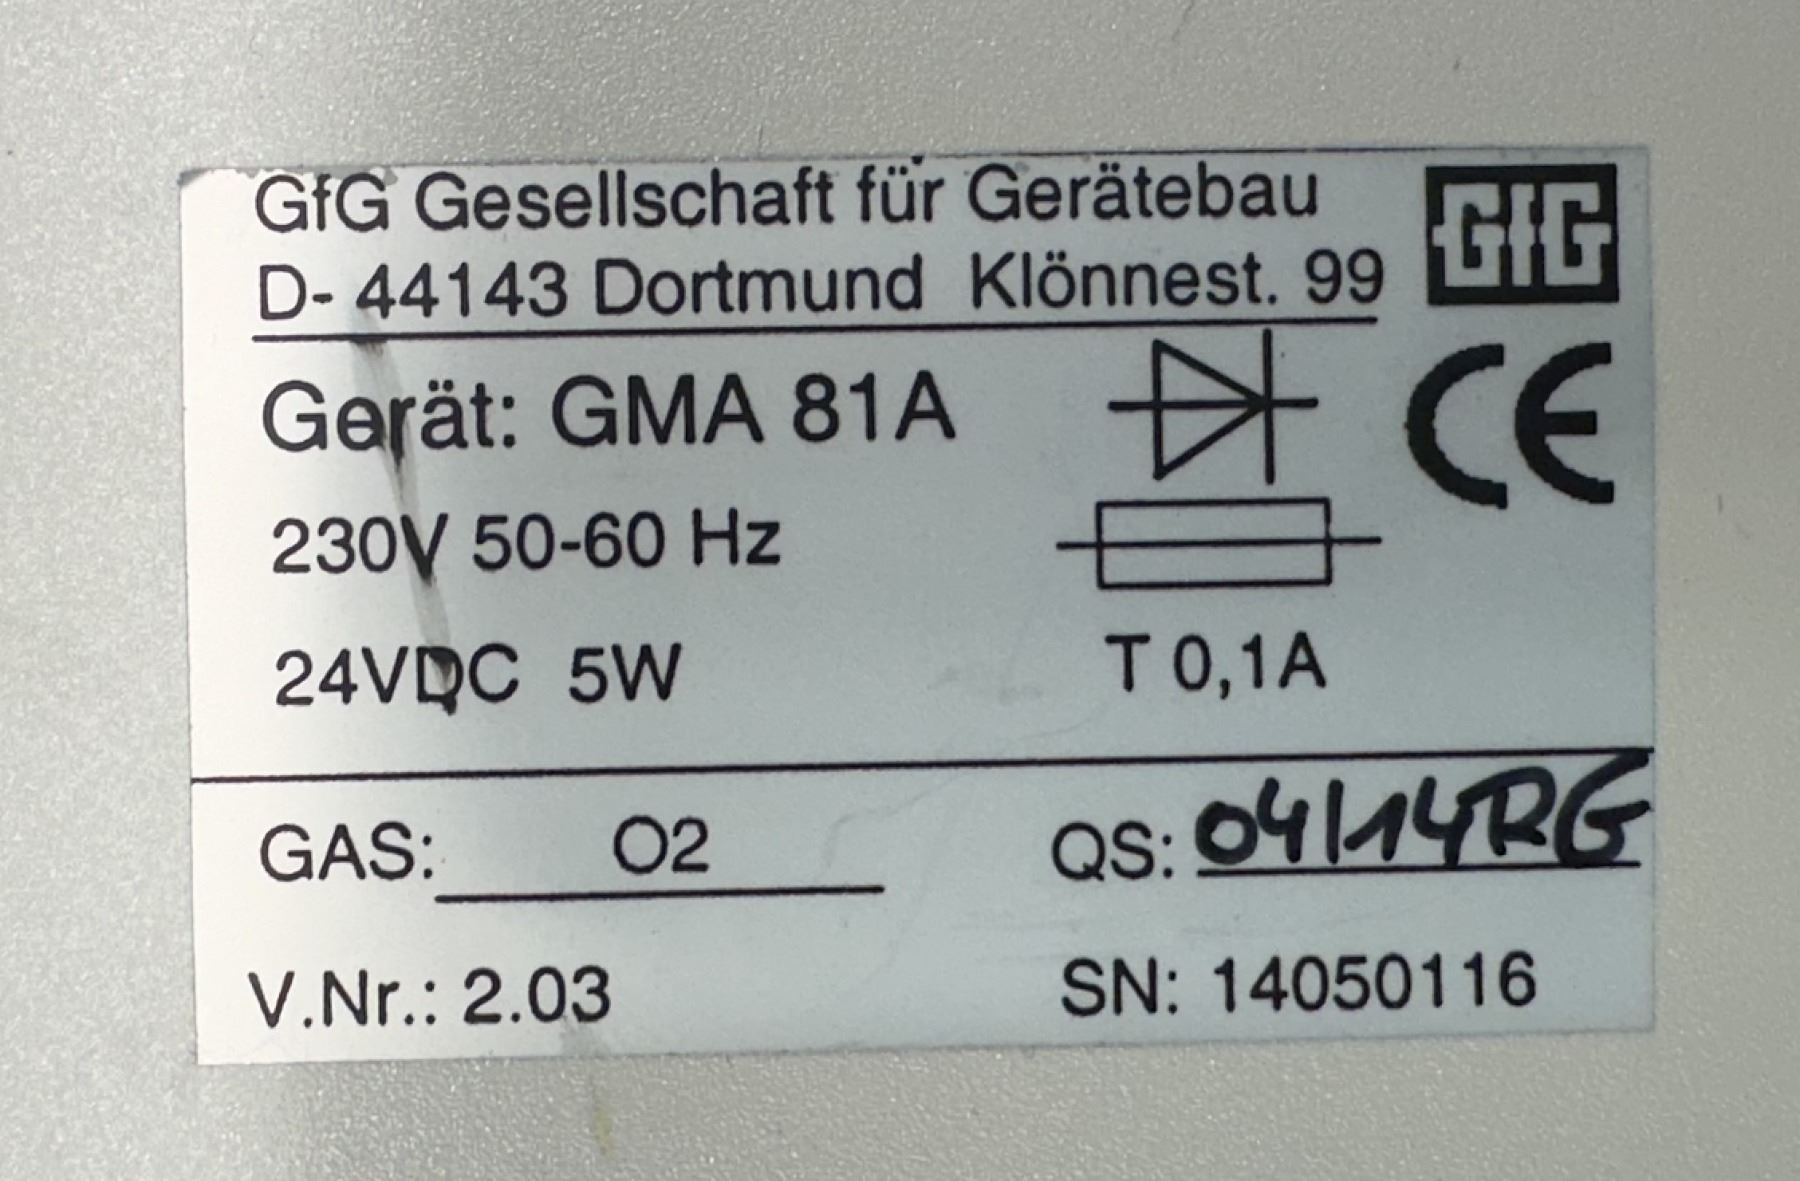 GfG Gesellschaft für Gerätebau
GfG
D- 44143 Dortmund Klönnest. 99
CE
Gerät: GMA 81A
230V 50-60 Hz
24VDC 5W
T 0,1A
GAS: O2
QS: 04/14RG
V.Nr.: 2.03
SN: 14050116